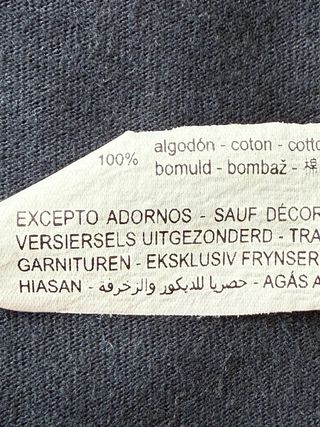 100% algodón - coton - cotto
bomuld - bombaž -
EXCEPTO ADORNOS - SAUF DÉCOR
VERSIERSELS UITGEZONDERD - TRA
GARNITUREN - EKSKLUSIV FRYNSER
HIASAN - حصريا للديكور والزخرفة - AGÁS A